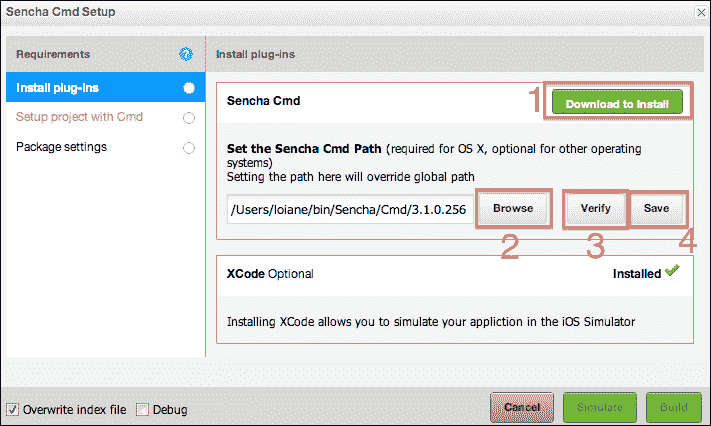 Sencha Cmd Setup
Requirements
Install plug-ins
Setup project with Cmd
Package settings
Install plug-ins
Sencha Cmd
1
Download to Install
Set the Sencha Cmd Path (required for OS X, optional for other operating
systems)
Setting the path here will override global path
/Users/loiane/bin/Sencha/Cmd/3.1.0.256
Browse
Verify
Save
2
3
4
XCode Optional
Installed
Installing XCode allows you to simulate your appliction in the iOS Simulator
Overwrite index file
Debug
Cancel
Simulate
Build